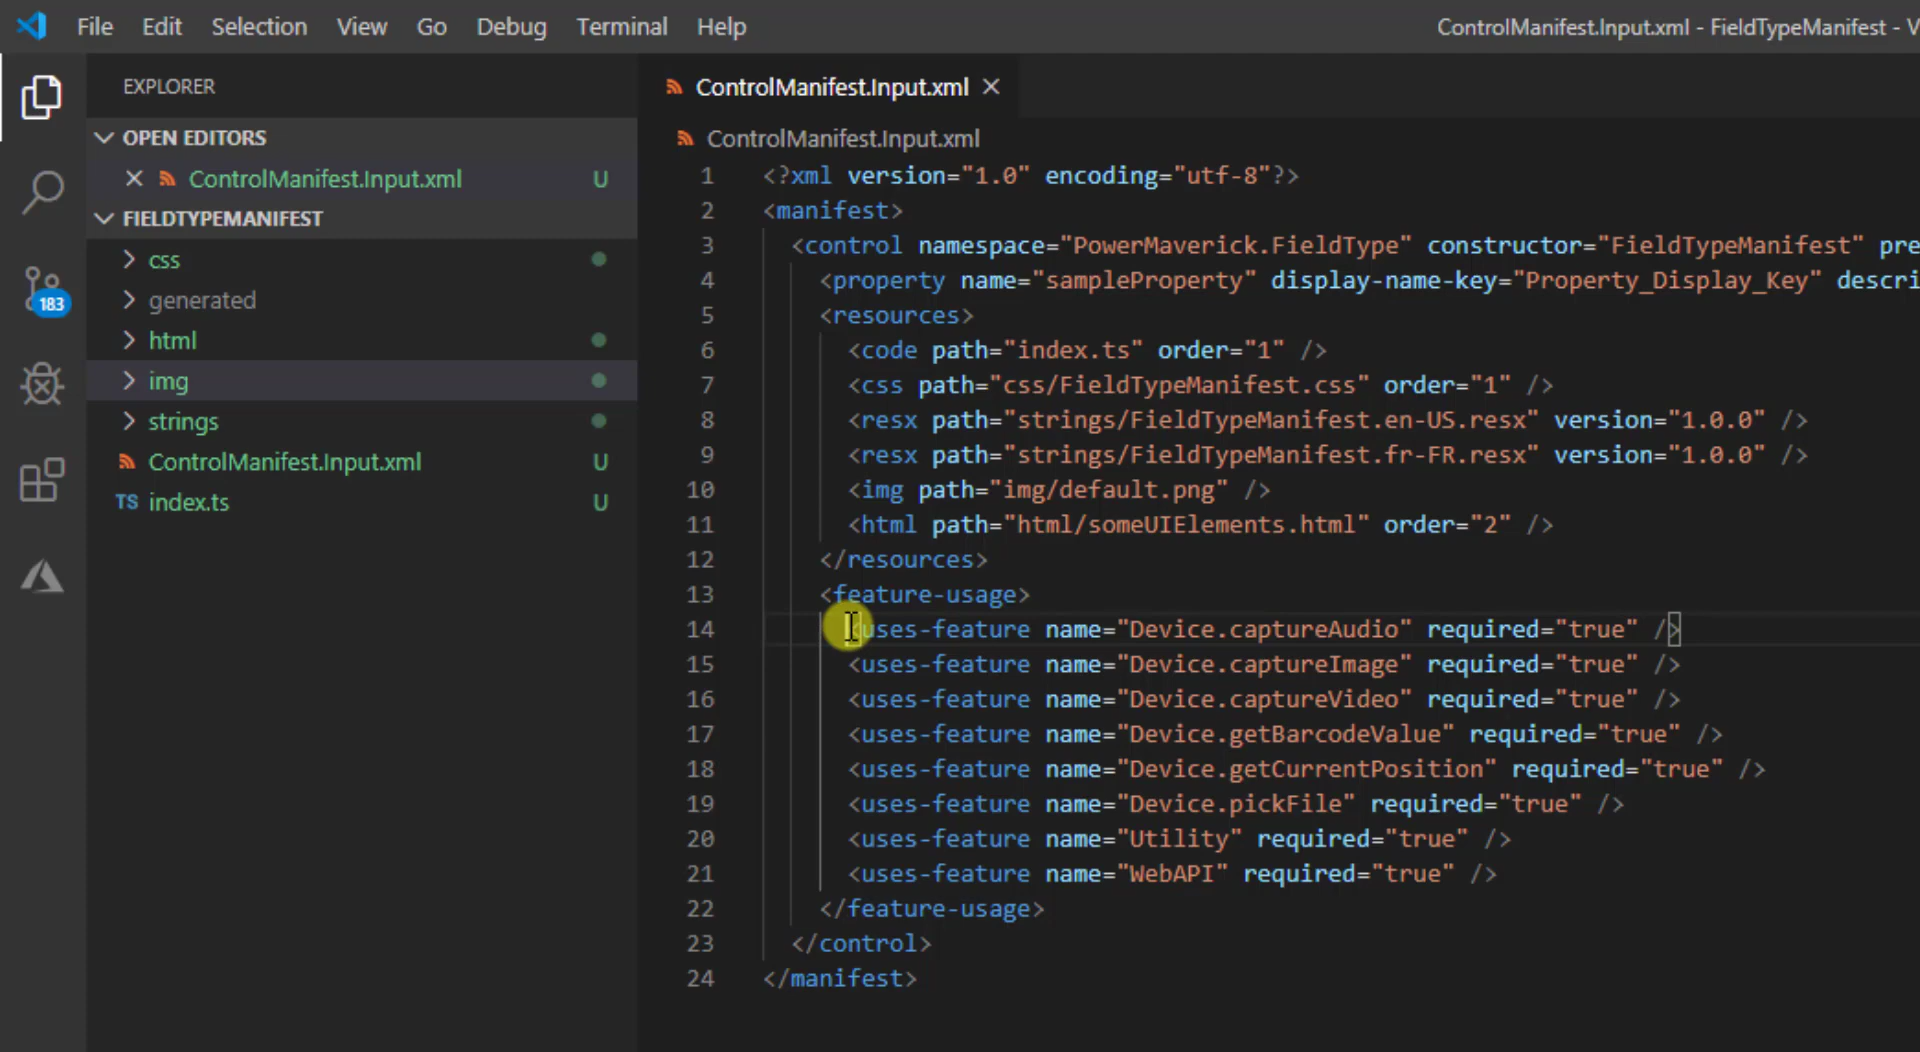 File Edit Selection View Go Debug Terminal Help
ControlManifest.Input.xml - FieldTypeManifest - V
EXPLORER
OPEN EDITORS
ControlManifest.Input.xml U
FIELDTYPEMANIFEST
css
generated
html
img
strings
ControlManifest.Input.xml U
TS index.ts U
183
ControlManifest.Input.xml
ControlManifest.Input.xml
1 <?xml version="1.0" encoding="utf-8"?>
2 <manifest>
3 <control namespace="PowerMaverick.FieldType" constructor="FieldTypeManifest" pre
4 <property name="sampleProperty" display-name-key="Property_Display_Key" descri
5 <resources>
6 <code path="index.ts" order="1" />
7 <css path="css/FieldTypeManifest.css" order="1" />
8 <resx path="strings/FieldTypeManifest.en-US.resx" version="1.0.0" />
9 <resx path="strings/FieldTypeManifest.fr-FR.resx" version="1.0.0" />
10 <img path="img/default.png" />
11 <html path="html/someUIElements.html" order="2" />
12 </resources>
13 <feature-usage>
14 <uses-feature name="Device.captureAudio" required="true" />
15 <uses-feature name="Device.captureImage" required="true" />
16 <uses-feature name="Device.captureVideo" required="true" />
17 <uses-feature name="Device.getBarcodeValue" required="true" />
18 <uses-feature name="Device.getCurrentPosition" required="true" />
19 <uses-feature name="Device.pickFile" required="true" />
20 <uses-feature name="Utility" required="true" />
21 <uses-feature name="WebAPI" required="true" />
22 </feature-usage>
23 </control>
24 </manifest>